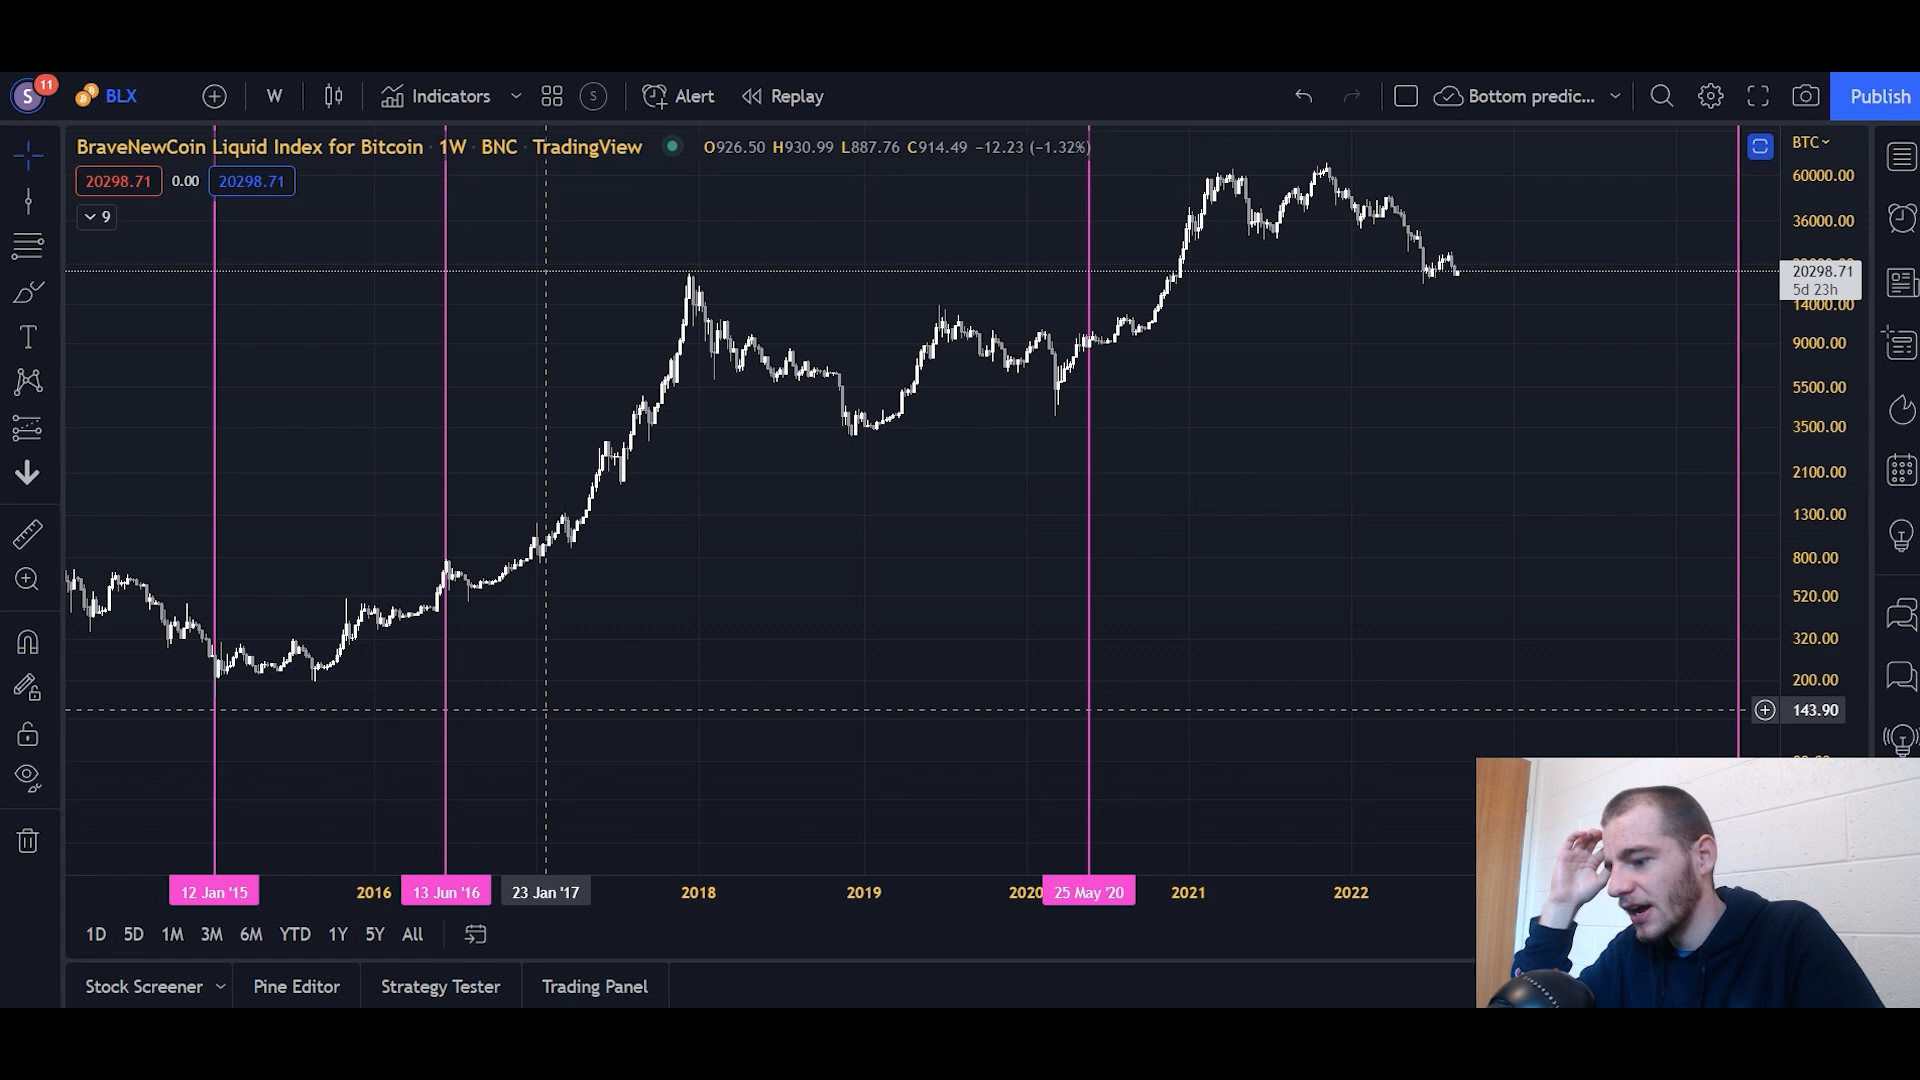 S 11 BLX W Indicators S Alert Replay Bottom predic... Publish
BraveNewCoin Liquid Index for Bitcoin · 1W · BNC · TradingView O926.50 H930.99 L887.76 C914.49 −12.23 (−1.32%)
BTC
20298.71 0.00 20298.71
9
60000.00
36000.00
20298.71
5d 23h
14000.00
9000.00
5500.00
3500.00
2100.00
1300.00
800.00
520.00
320.00
200.00
143.90
12 Jan '15 2016 13 Jun '16 23 Jan '17 2018 2019 2020 25 May '20 2021 2022
1D 5D 1M 3M 6M YTD 1Y 5Y All
Stock Screener Pine Editor Strategy Tester Trading Panel